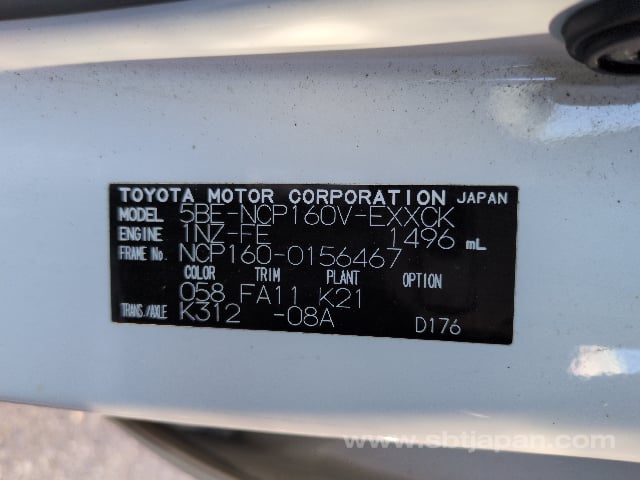 TOYOTA MOTOR CORPORATION JAPAN
MODEL 5BE-NCP160V-EXXCK
ENGINE 1NZ-FE 1496 mL
FRAME No. NCP160-0156467
COLOR TRIM PLANT OPTION
058 FA11 K21
TRANS./AXLE K312 -08A D176
www.sbtjapan.com